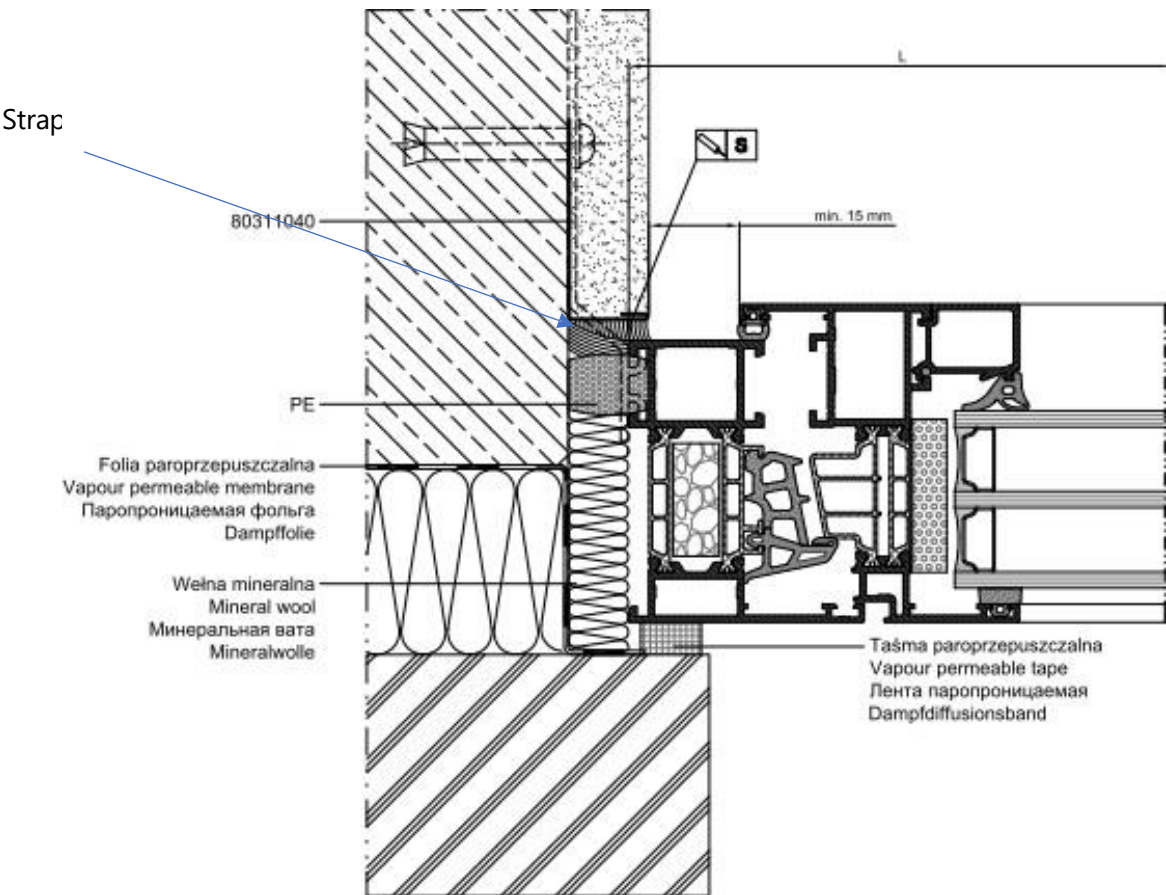 L
Strap
S
80311040
min. 15 mm
PE
Folia paroprzepuszczalna
Vapour permeable membrane
Паропроницаемая фольга
Dampffolie
Wełna mineralna
Mineral wool
Минеральная вата
Mineralwolle
Taśma paroprzepuszczalna
Vapour permeable tape
Лента паропроницаемая
Dampfdiffusionsband